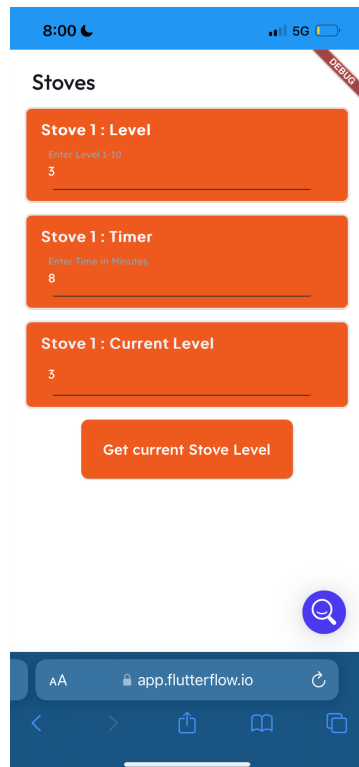 8:00
5G
DEBUG
Stoves
Stove 1 : Level
Enter Level 1-10
3
Stove 1 : Timer
Enter Time in Minutes
8
Stove 1 : Current Level
3
Get current Stove Level
AA
app.flutterflow.io